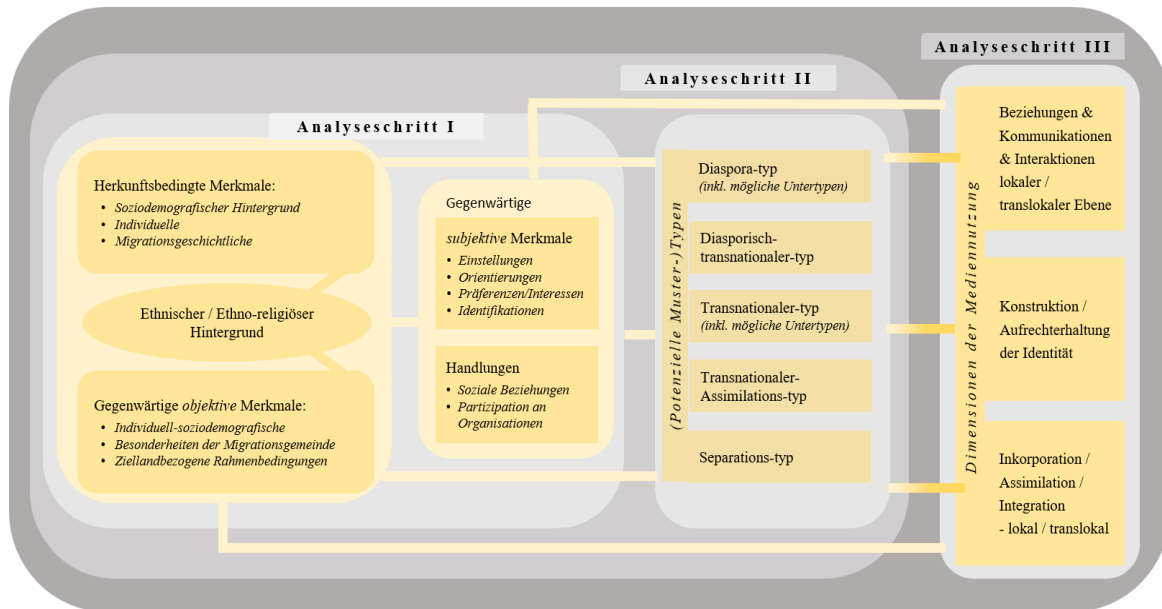 Analyseschritt III
Analyseschritt II
Analyseschritt I
Herkunftsbedingte Merkmale:
• Soziodemografischer Hintergrund
• Individuelle
• Migrationsgeschichtliche
Ethnischer / Ethno-religiöser
Hintergrund
Gegenwärtige objektive Merkmale:
• Individuell-soziodemografische
• Besonderheiten der Migrationsgemeinde
• Ziellandbezogene Rahmenbedingungen
Gegenwärtige
subjektive Merkmale
• Einstellungen
• Orientierungen
• Präferenzen/Interessen
• Identifikationen
Handlungen
• Soziale Beziehungen
• Partizipation an
Organisationen
(Potenzielle Muster-)Typen
Diaspora-typ
(inkl. mögliche Untertypen)
Diasporisch-
transnationaler-typ
Transnationaler-typ
(inkl. mögliche Untertypen)
Transnationaler-
Assimilations-typ
Separations-typ
Dimensionen der Mediennutzung
Beziehungen &
Kommunikationen
& Interaktionen
lokaler /
translokaler Ebene
Konstruktion /
Aufrechterhaltung
der Identität
Inkorporation /
Assimilation /
Integration
- lokal / translokal